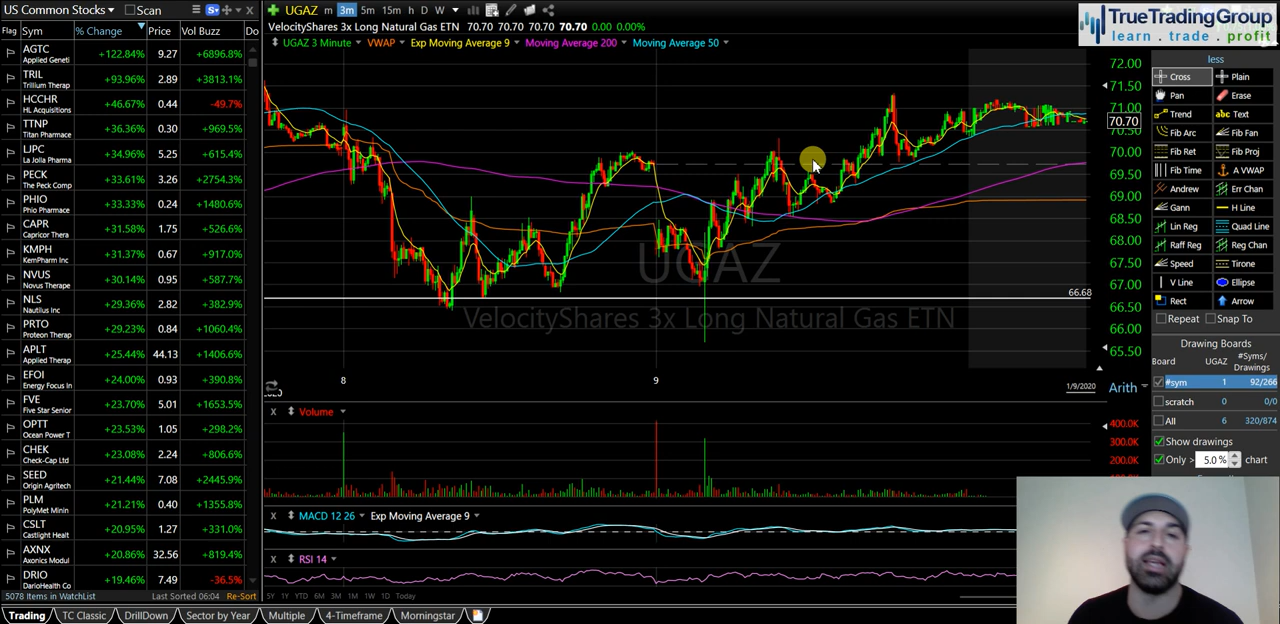 US Common Stocks
Scan
UGAZ m 3m 5m 15m h D W
TrueTradingGroup
learn . trade . profit
Flag Sym % Change Price Vol Buzz Do
VelocityShares 3x Long Natural Gas ETN 70.70 70.70 70.70 70.70 0.00 0.00%
UGAZ 3 Minute VWAP Exp Moving Average 9 Moving Average 200 Moving Average 50
AGTC +122.84% 9.27 +6896.8%
Applied Geneti
TRIL +93.96% 2.89 +3813.1%
Trillium Therap
HCCHR +46.67% 0.44 -49.7%
HL Acquisitions
TTNP +36.36% 0.30 +969.5%
Titan Pharmace
LJPC +34.96% 5.25 +615.4%
La Jolla Pharma
PECK +33.61% 3.26 +2754.3%
The Peck Comp
PHIO +33.33% 0.24 +1480.6%
Phio Pharmace
CAPR +31.58% 1.75 +526.6%
Capricor Thera
KMPH +31.37% 0.67 +917.0%
KemPharm Inc
NVUS +30.14% 0.95 +587.7%
Novus Therape
NLS +29.36% 2.82 +382.9%
Nautilus Inc
PRTO +29.23% 0.84 +1060.4%
Proteon Therap
APLT +25.44% 44.13 +1406.6%
Applied Therap
EFOI +24.00% 0.93 +390.8%
Energy Focus In
FVE +23.70% 5.01 +1653.5%
Five Star Senior
OPTT +23.53% 1.05 +298.2%
Ocean Power T
CHEK +23.08% 2.24 +806.6%
Check-Cap Ltd
SEED +21.44% 7.08 +2445.9%
Origin Agritech
PLM +21.21% 0.40 +1355.8%
PolyMet Minin
CSLT +20.95% 1.27 +331.0%
Castlight Healt
AXNX +20.86% 32.56 +819.4%
Axonics Modul
DRIO +19.46% 7.49 -36.5%
DarioHealth Co
5078 Items in WatchList Last Sorted 06:04 Re-Sort
72.00
71.50
71.00
70.70
70.50
70.00
69.50
69.00
68.50
68.00
67.50
67.00
66.50
66.00
65.50
66.68
UGAZ
VelocityShares 3x Long Natural Gas ETN
8 9 1/9/2020 Arith
Volume
400.0K
300.0K
200.0K
MACD 12 26 Exp Moving Average 9
RSI 14
5Y 1Y YTD 6M 3M 1M 1W 1D Today
less
Cross Plain
Pan Erase
Trend abc Text
Fib Arc Fib Fan
Fib Ret Fib Proj
Fib Time A VWAP
Andrew Err Chan
Gann H Line
Lin Reg Quad Line
Raff Reg Reg Chan
Speed Tirone
V Line Ellipse
Rect Arrow
Repeat Snap To
Drawing Boards
Board UGAZ #Syms/
Drawings
#sym 1 92/266
scratch 0 0/0
All 6 320/874
Show drawings
Only > 5.0 % chart
Trading TC Classic DrillDown Sector by Year Multiple 4-Timeframe Morningstar